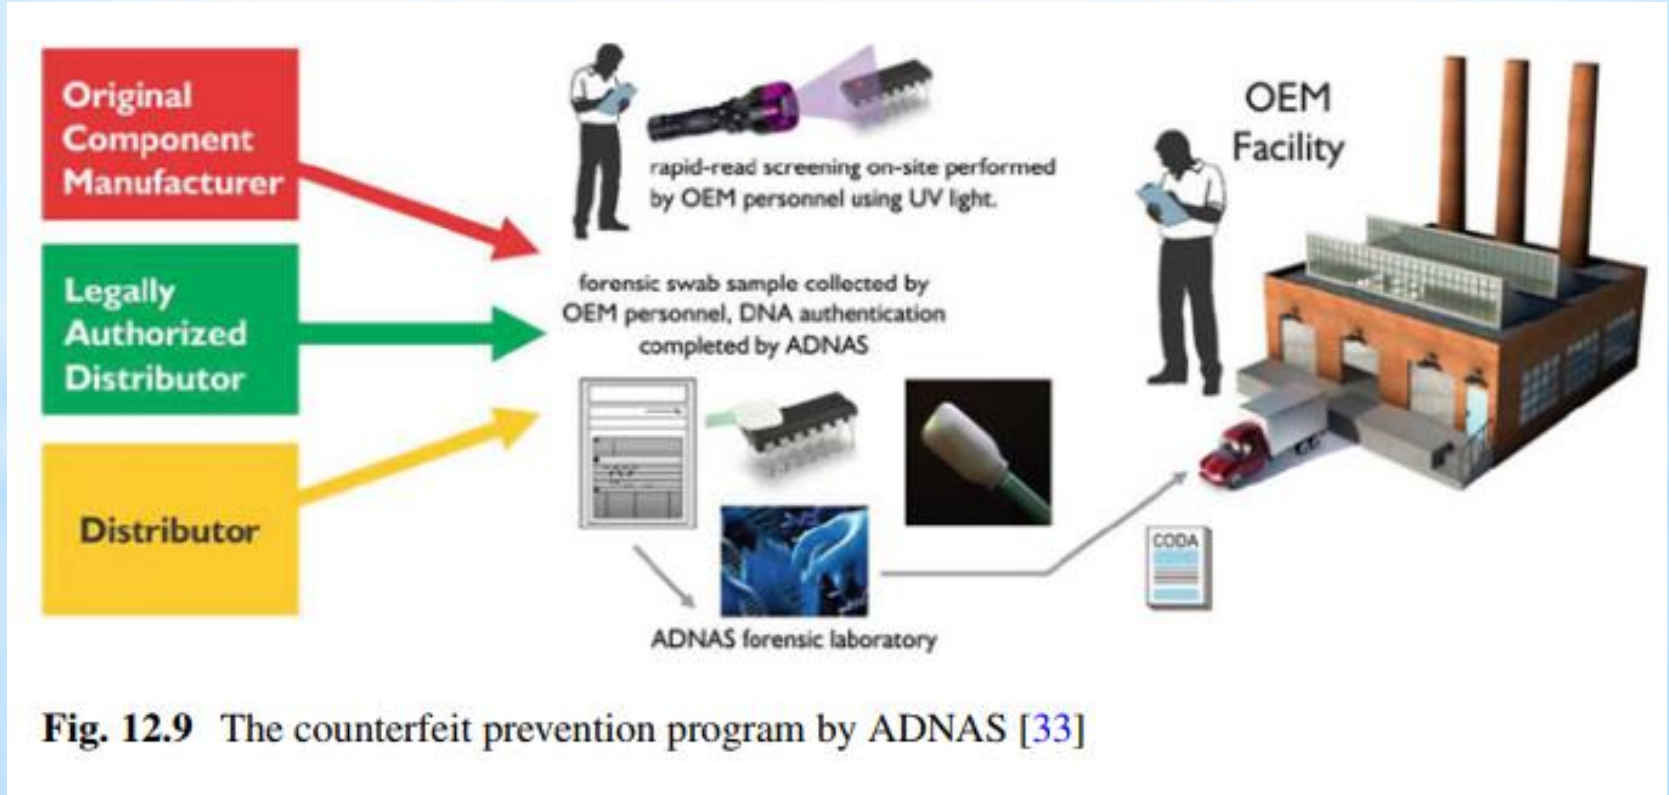 Original
Component
Manufacturer
Legally
Authorized
Distributor
Distributor
rapid-read screening on-site performed
by OEM personnel using UV light.
forensic swab sample collected by
OEM personnel, DNA authentication
completed by ADNAS
ADNAS forensic laboratory
OEM
Facility
CODA
Fig. 12.9 The counterfeit prevention program by ADNAS [33]